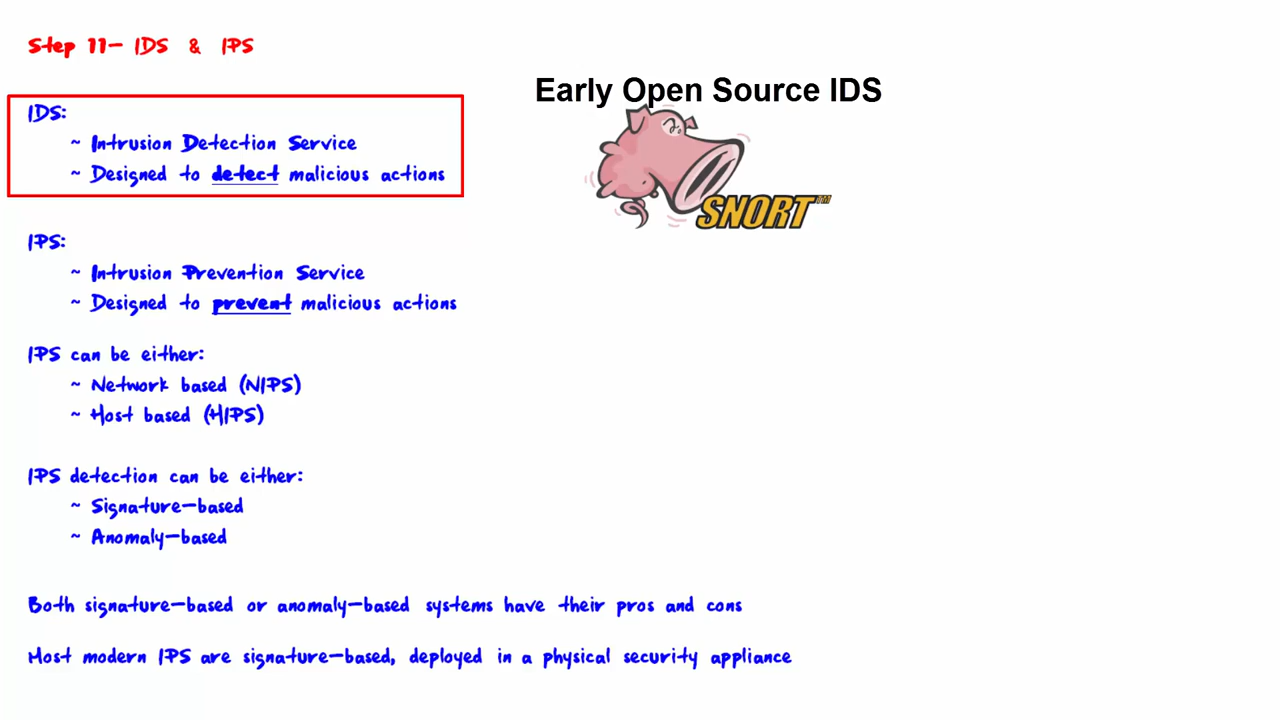 Step 11- IDS & IPS
IDS:
~ Intrusion Detection Service
~ Designed to detect malicious actions
Early Open Source IDS
SNORT™
IPS:
~ Intrusion Prevention Service
~ Designed to prevent malicious actions
IPS can be either:
~ Network based (NIPS)
~ Host based (HIPS)
IPS detection can be either:
~ Signature-based
~ Anomaly-based
Both signature-based or anomaly-based systems have their pros and cons
Most modern IPS are signature-based, deployed in a physical security appliance